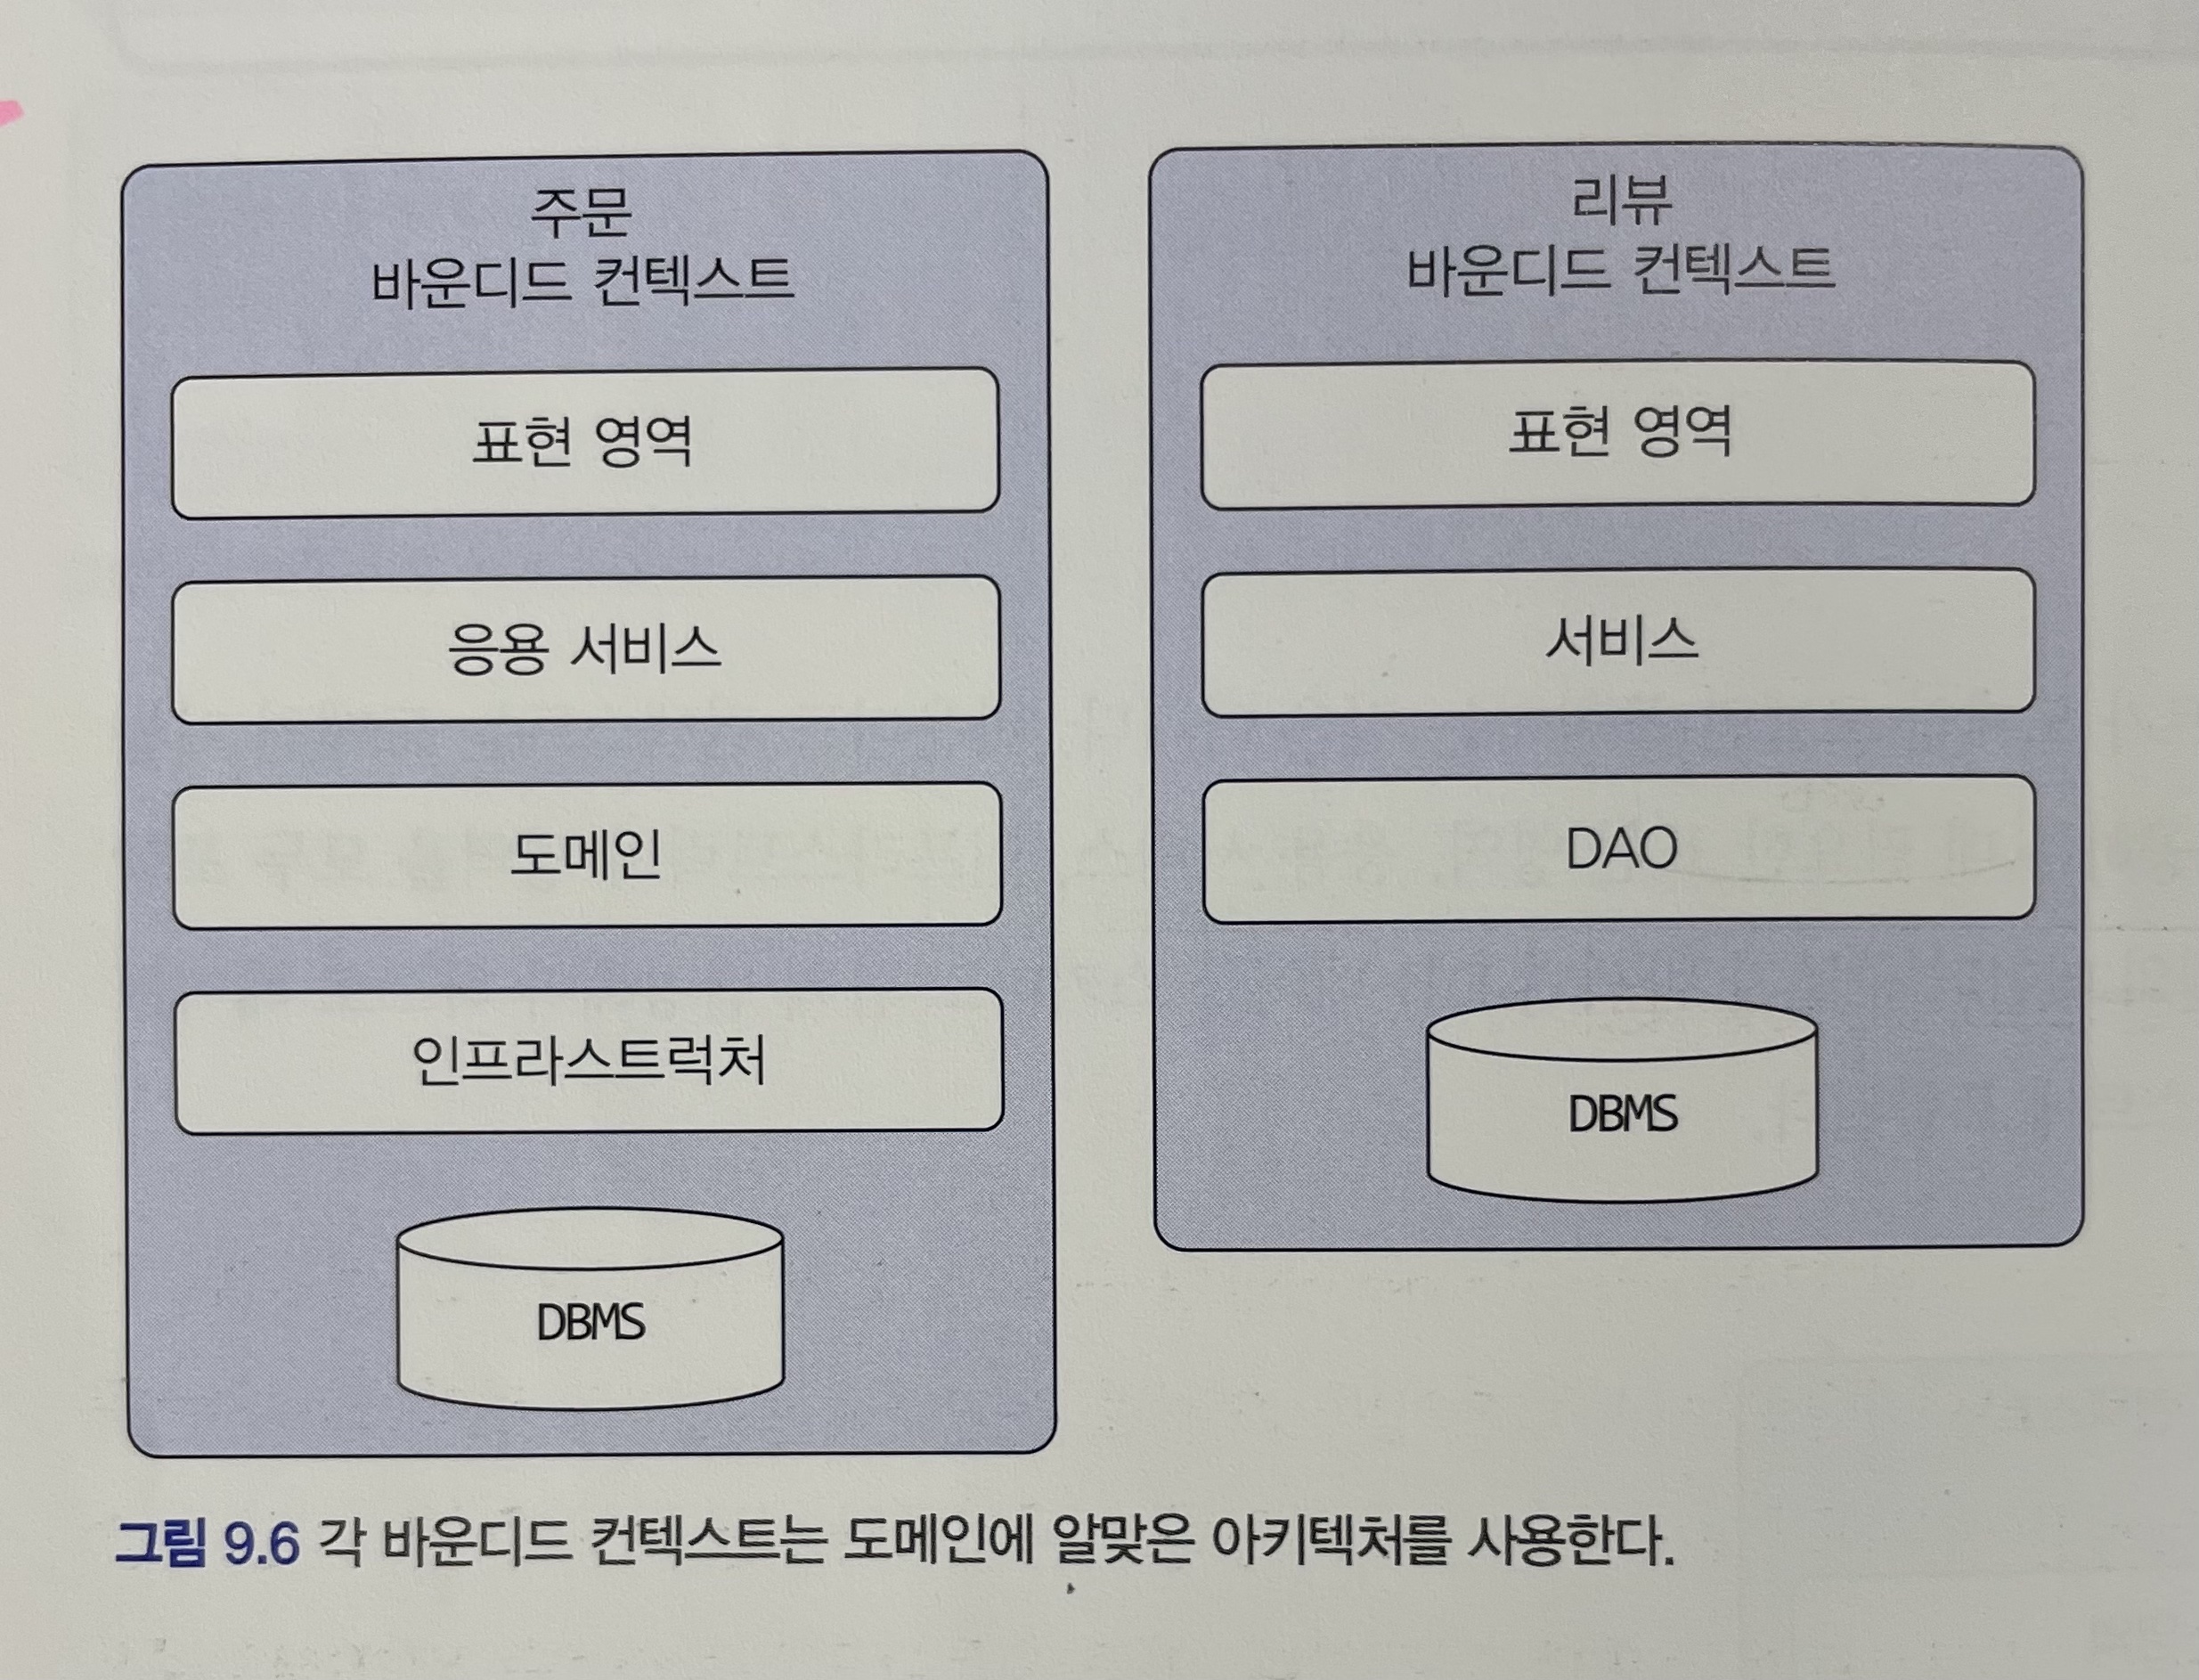 주문
바운디드 컨텍스트
표현 영역
응용 서비스
도메인
인프라스트럭처
DBMS
리뷰
바운디드 컨텍스트
표현 영역
서비스
DAO
DBMS
그림 9.6 각 바운디드 컨텍스트는 도메인에 알맞은 아키텍처를 사용한다.